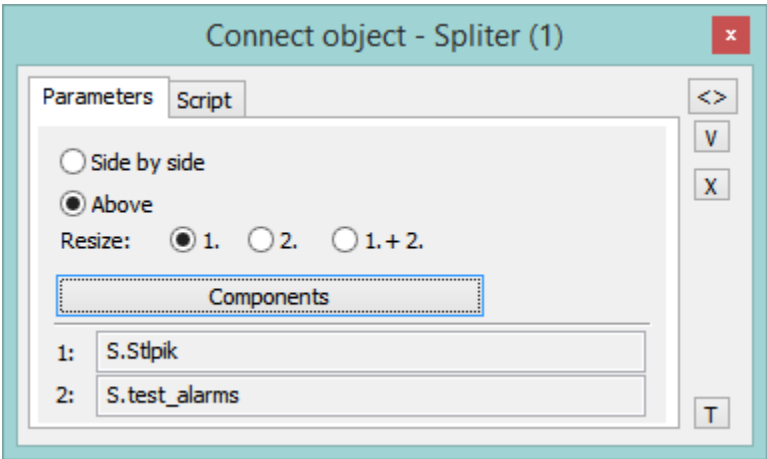 Connect object - Spliter (1)
x
Parameters Script
<>
V
Side by side
X
Above
Resize: 1. 2. 1. + 2.
Components
1: S.Stlpik
2: S.test_alarms
T